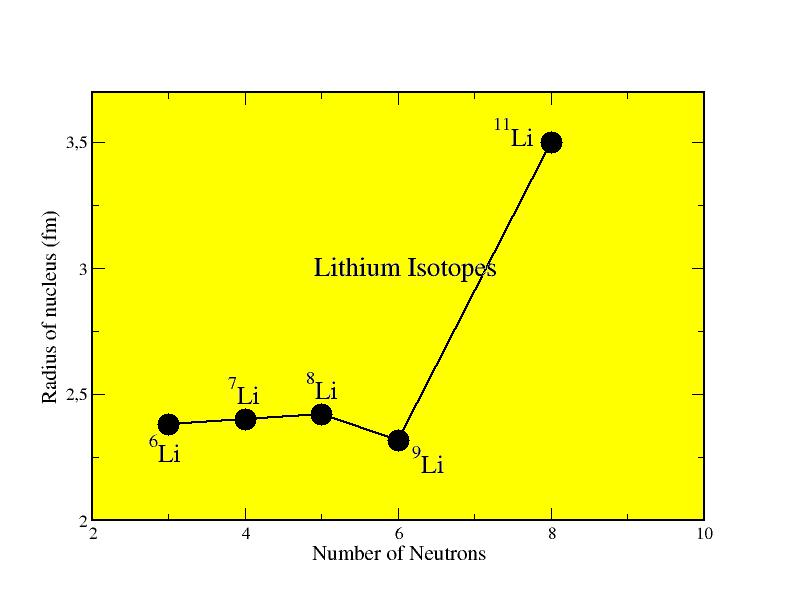 3,5
3
2,5
2
2
4
6
8
10
Radius of nucleus (fm)
Number of Neutrons
Lithium Isotopes
⁶Li
⁷Li
⁸Li
⁹Li
¹¹Li